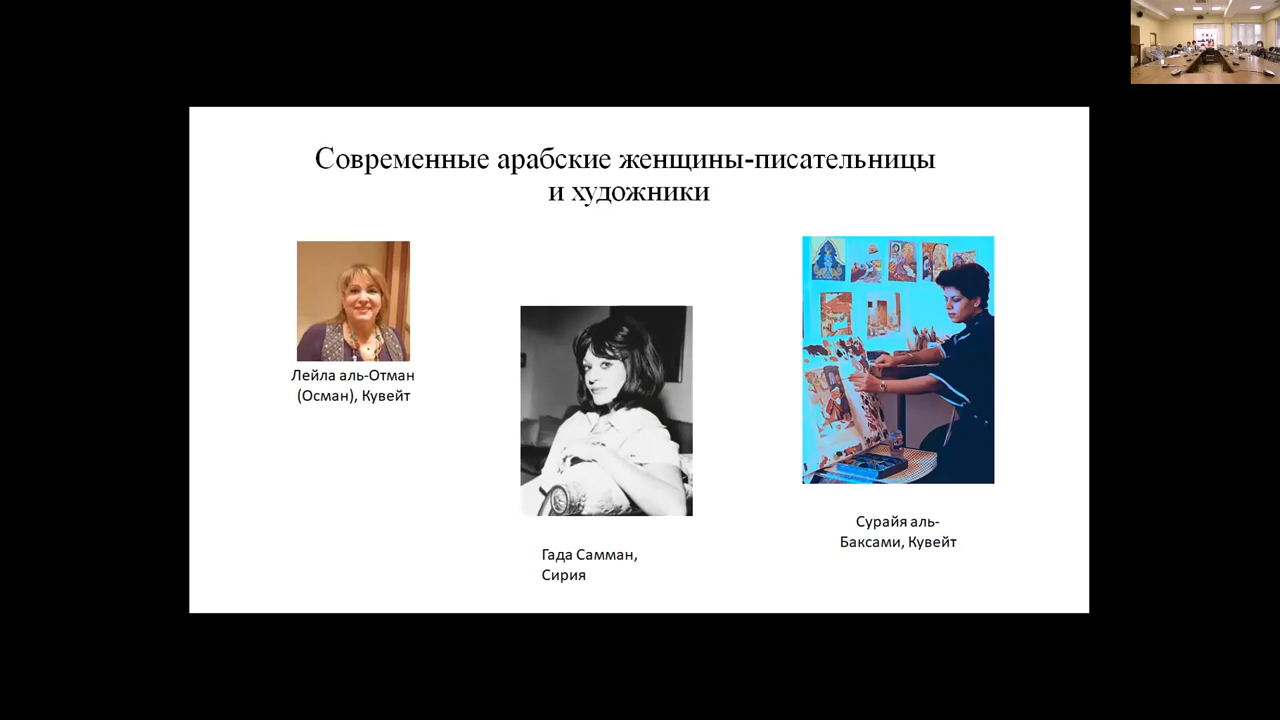 Современные арабские женщины-писательницы
и художники
Лейла аль-Отман
(Осман), Кувейт
Гада Самман,
Сирия
Сурайя аль-
Баксами, Кувейт